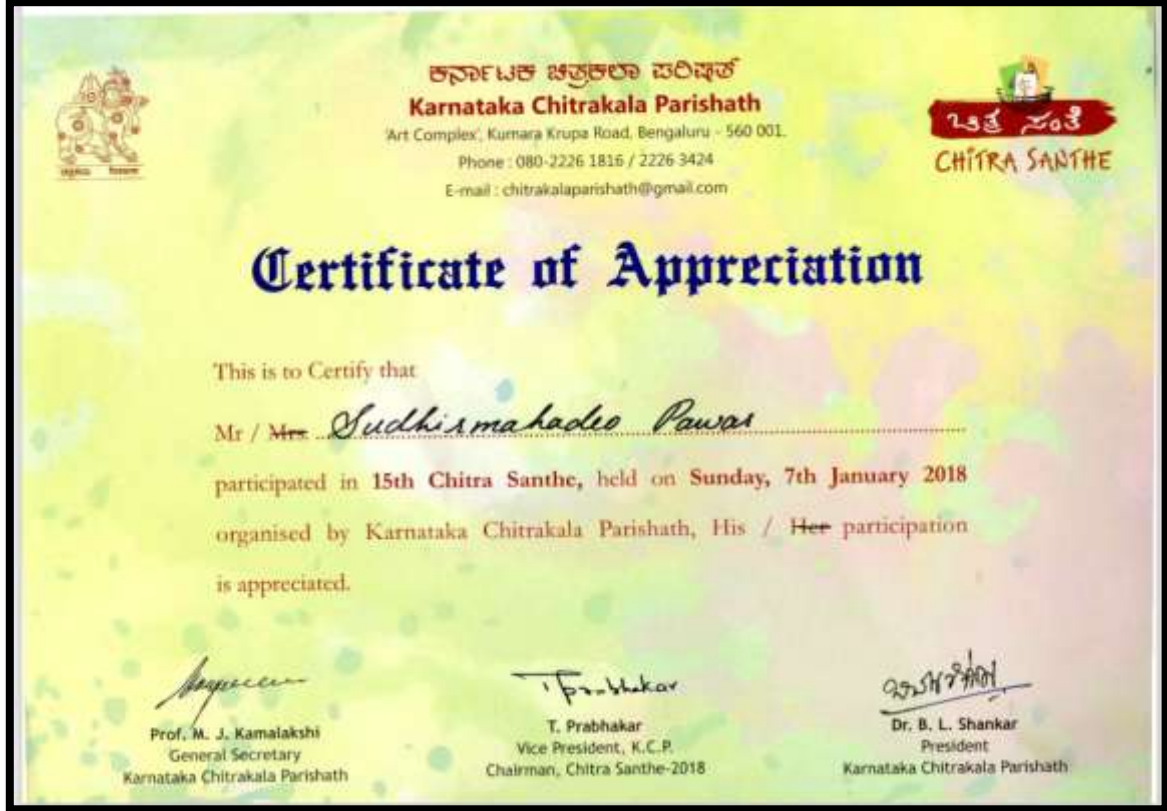 ಕರ್ನಾಟಕ ಚಿತ್ರಕಲಾ ಪರಿಷತ್
Karnataka Chitrakala Parishath
'Art Complex', Kumara Krupa Road, Bengaluru - 560 001.
Phone : 080-2226 1816 / 2226 3424
E-mail : chitrakalaparishath@gmail.com
ಚಿತ್ರ ಸಂತೆ
CHITRA SANTHE
Certificate of Appreciation
This is to Certify that
Mr / Mrs. Sudhirmahadeo Pawar
participated in 15th Chitra Santhe, held on Sunday, 7th January 2018
organised by Karnataka Chitrakala Parishath, His / Her participation
is appreciated.
T. Prabhakar
Prof. M. J. Kamalakshi
General Secretary
Karnataka Chitrakala Parishath
T. Prabhakar
Vice President, K.C.P.
Chairman, Chitra Santhe-2018
Dr. B. L. Shankar
President
Karnataka Chitrakala Parishath